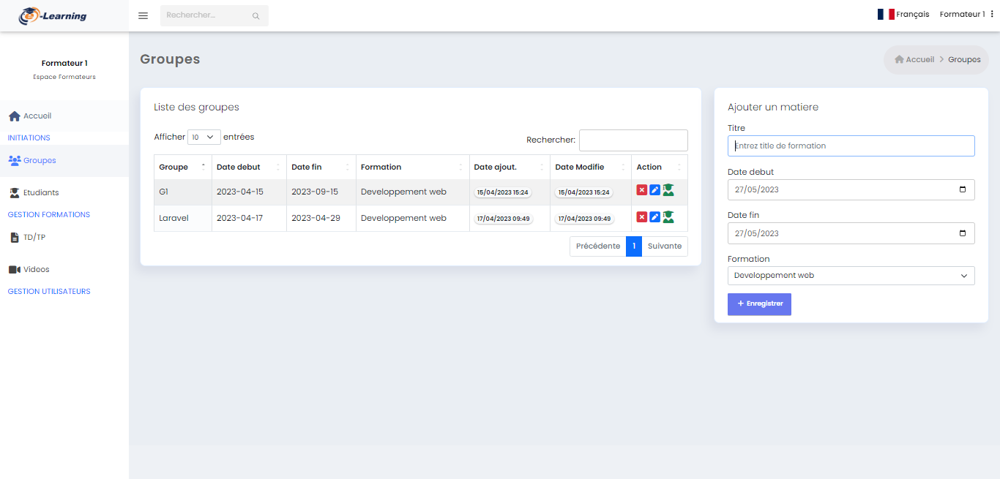 e-Learning
Rechercher...
Français
Formateur 1
Formateur 1
Espace Formateurs
Accueil
INITIATIONS
Groupes
Etudiants
GESTION FORMATIONS
TD/TP
Videos
GESTION UTILISATEURS
Groupes
Accueil > Groupes
Liste des groupes
Afficher 10 entrées
Rechercher:
Groupe Date debut Date fin Formation Date ajout. Date Modifie Action
G1 2023-04-15 2023-09-15 Developpement web 15/04/2023 15:24 15/04/2023 15:24
Laravel 2023-04-17 2023-04-29 Developpement web 17/04/2023 09:49 17/04/2023 09:49
Précédente 1 Suivante
Ajouter un matiere
Titre
Entrez title de formation
Date debut
27/05/2023
Date fin
27/05/2023
Formation
Developpement web
+ Enregistrer